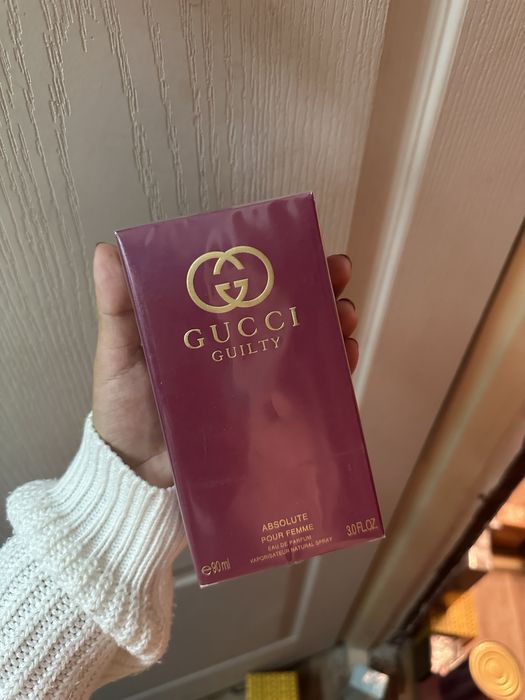 GUCCI
GUILTY
ABSOLUTE
POUR FEMME
EAU DE PARFUM
VAPORISATEUR NATURAL SPRAY
℮90ml
3.0 FL.OZ.